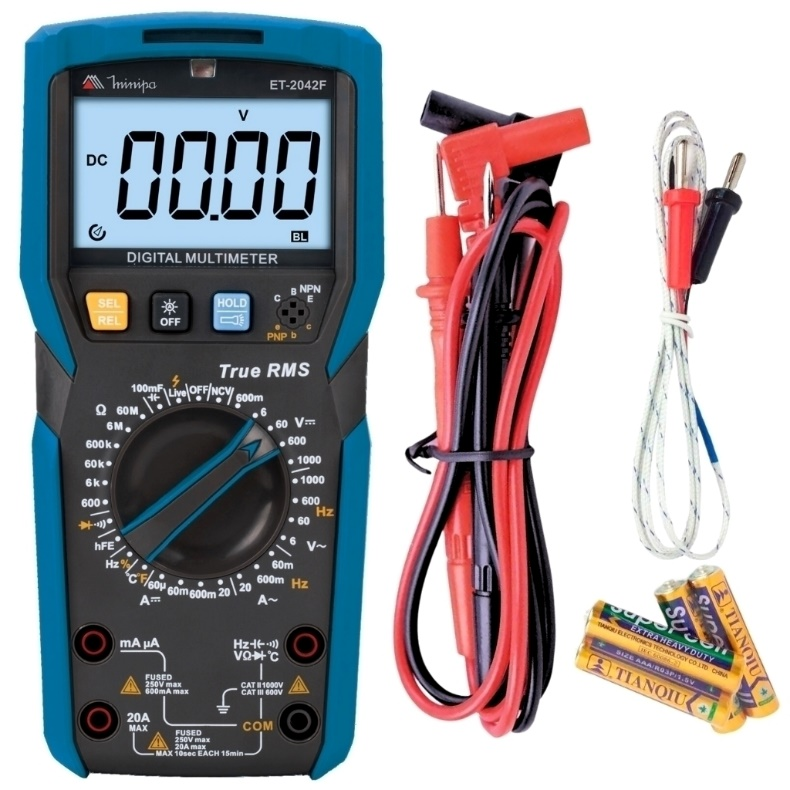 minipa ET-2042F
V
DC 00.00
BL
DIGITAL MULTIMETER
SEL
REL
OFF
HOLD
NPN
C B E
e b c
PNP
True RMS
100mF Live OFF NCV 600m
Ω 60M 6
6M 60 V⎓
600k 600
60k 1000
6k 1000
600 600 Hz
60
hFE 6 V~
Hz% 60m
°C°F 600m Hz
60µ 60m 600m 20 20
A⎓ A~
mA µA
Hz
VΩ °C
FUSED
250V max
600mA max
CAT II 1000V
CAT III 600V
20A
MAX
COM
FUSED
250V max
20A max
MAX 10sec EACH 15min
super
EXTRA HEAVY DUTY
TIANQIU ELECTRONICS TECHNOLOGY CO.,LTD CHINA
SIZE AAA/R03P/1.5V
TIANQIU
TIANQIU